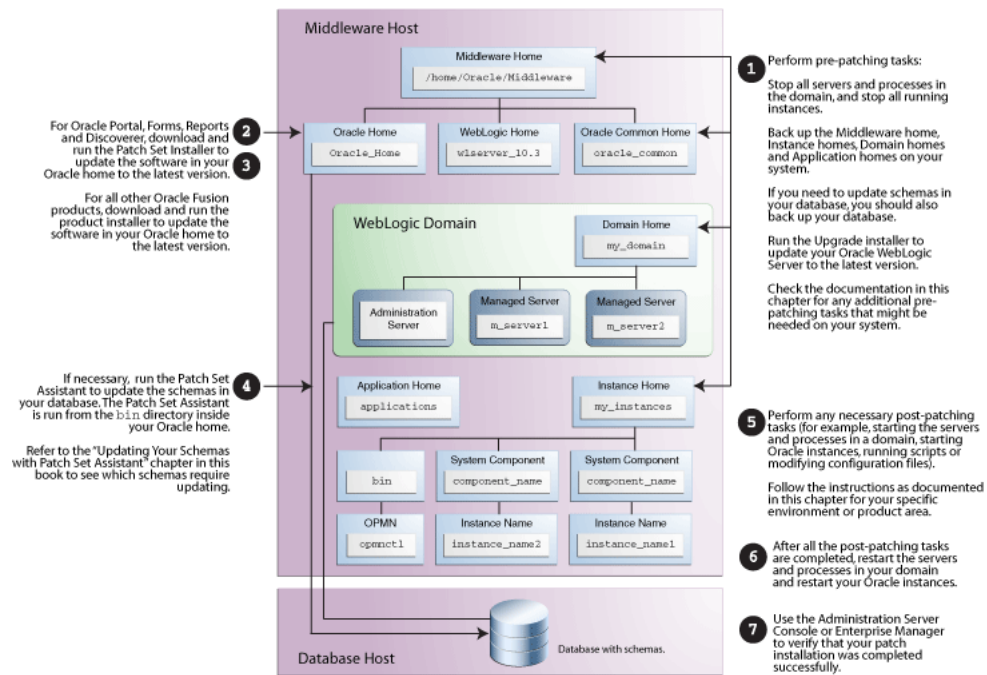 Middleware Host
Middleware Home
/home/Oracle/Middleware
Oracle Home
Oracle_Home
WebLogic Home
wlserver_10.3
Oracle Common Home
oracle_common
WebLogic Domain
Domain Home
my_domain
Administration
Server
Managed Server
m_server1
Managed Server
m_server2
Application Home
applications
Instance Home
my_instances
bin
System Component
component_name
System Component
component_name
OPMN
opmnctl
Instance Name
instance_name2
Instance Name
instance_name1
Database Host
Database with schemas.
1
Perform pre-patching tasks:
Stop all servers and processes in
the domain, and stop all running
instances.
Back up the Middleware home,
Instance homes, Domain homes
and Application homes on your
system.
If you need to update schemas in
your database, you should also
back up your database.
Run the Upgrade installer to
update your Oracle WebLogic
Server to the latest version.
Check the documentation in this
chapter for any additional pre-
patching tasks that might be
needed on your system.
2
3
For Oracle Portal, Forms, Reports
and Discoverer, download and
run the Patch Set Installer to
update the software in your
Oracle home to the latest version.
For all other Oracle Fusion
products, download and run the
product installer to update the
software in your Oracle home to
the latest version.
4
If necessary, run the Patch Set
Assistant to update the schemas in
your database. The Patch Set Assistant
is run from the bin directory inside
your Oracle home.
Refer to the "Updating Your Schemas
with Patch Set Assistant" chapter in this
book to see which schemas require
updating.
5
Perform any necessary post-patching
tasks (for example, starting the servers
and processes in a domain, starting
Oracle instances, running scripts or
modifying configuration files).
Follow the instructions as documented
in this chapter for your specific
environment or product area.
6
After all the post-patching tasks
are completed, restart the servers
and processes in your domain
and restart your Oracle instances.
7
Use the Administration Server
Console or Enterprise Manager
to verify that your patch
installation was completed
successfully.